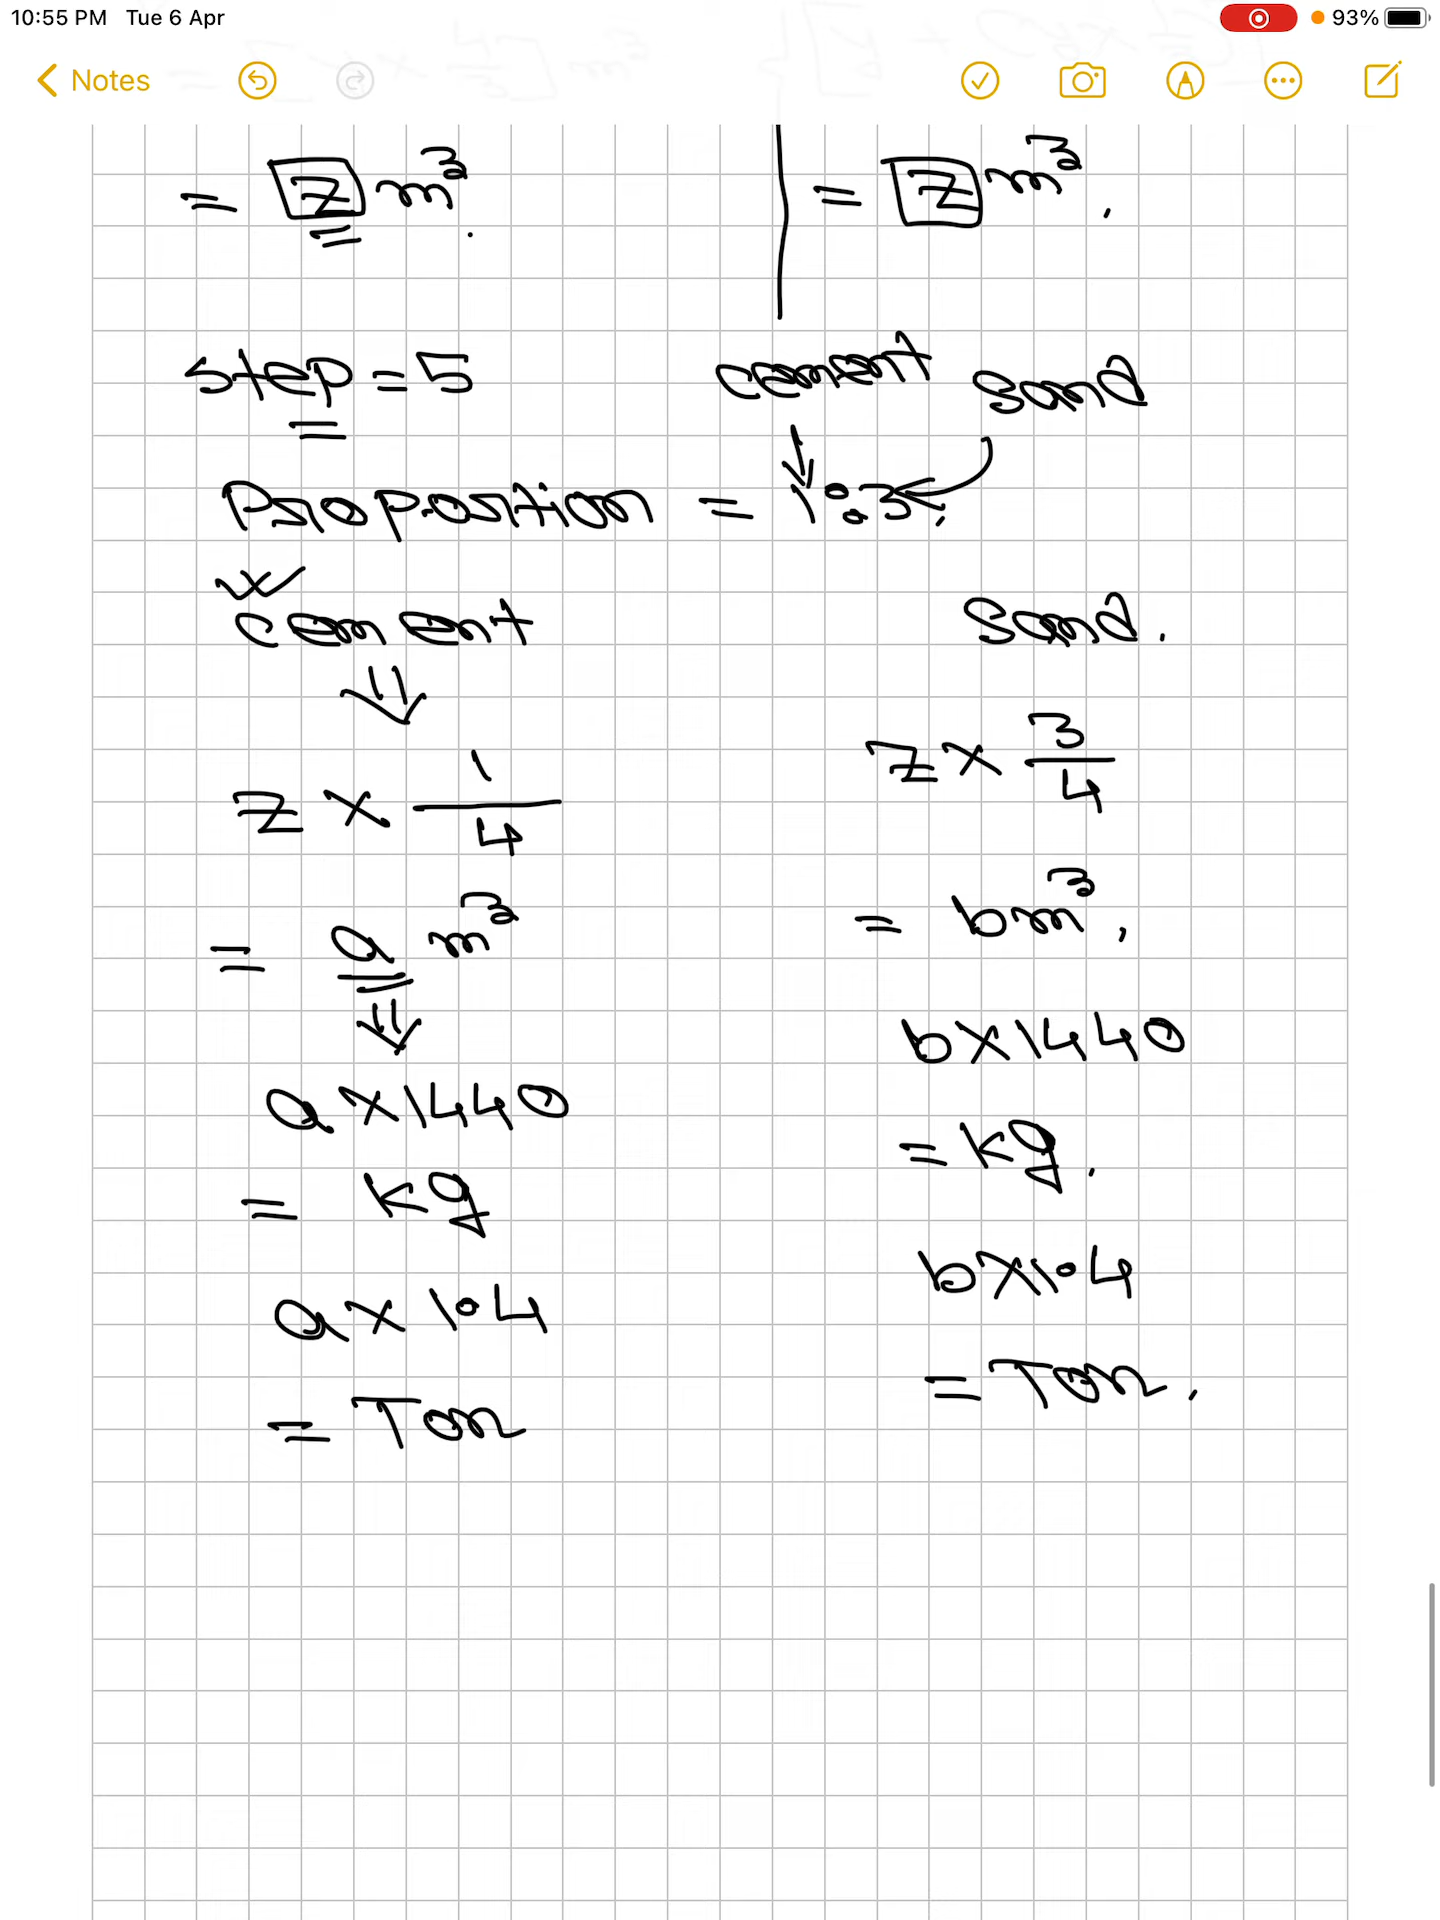 10:55 PM Tue 6 Apr 93%
Notes
= Z m³.
= Z m³.
Step = 5
cement sand
Proportion = 1:3.
cement
sand.
Z × 1/4
Z × 3/4
= a m³
= b m³.
a × 1440
b × 1440
= kg
= kg.
a × 1.4
b × 1.4
= Ton
= Ton.